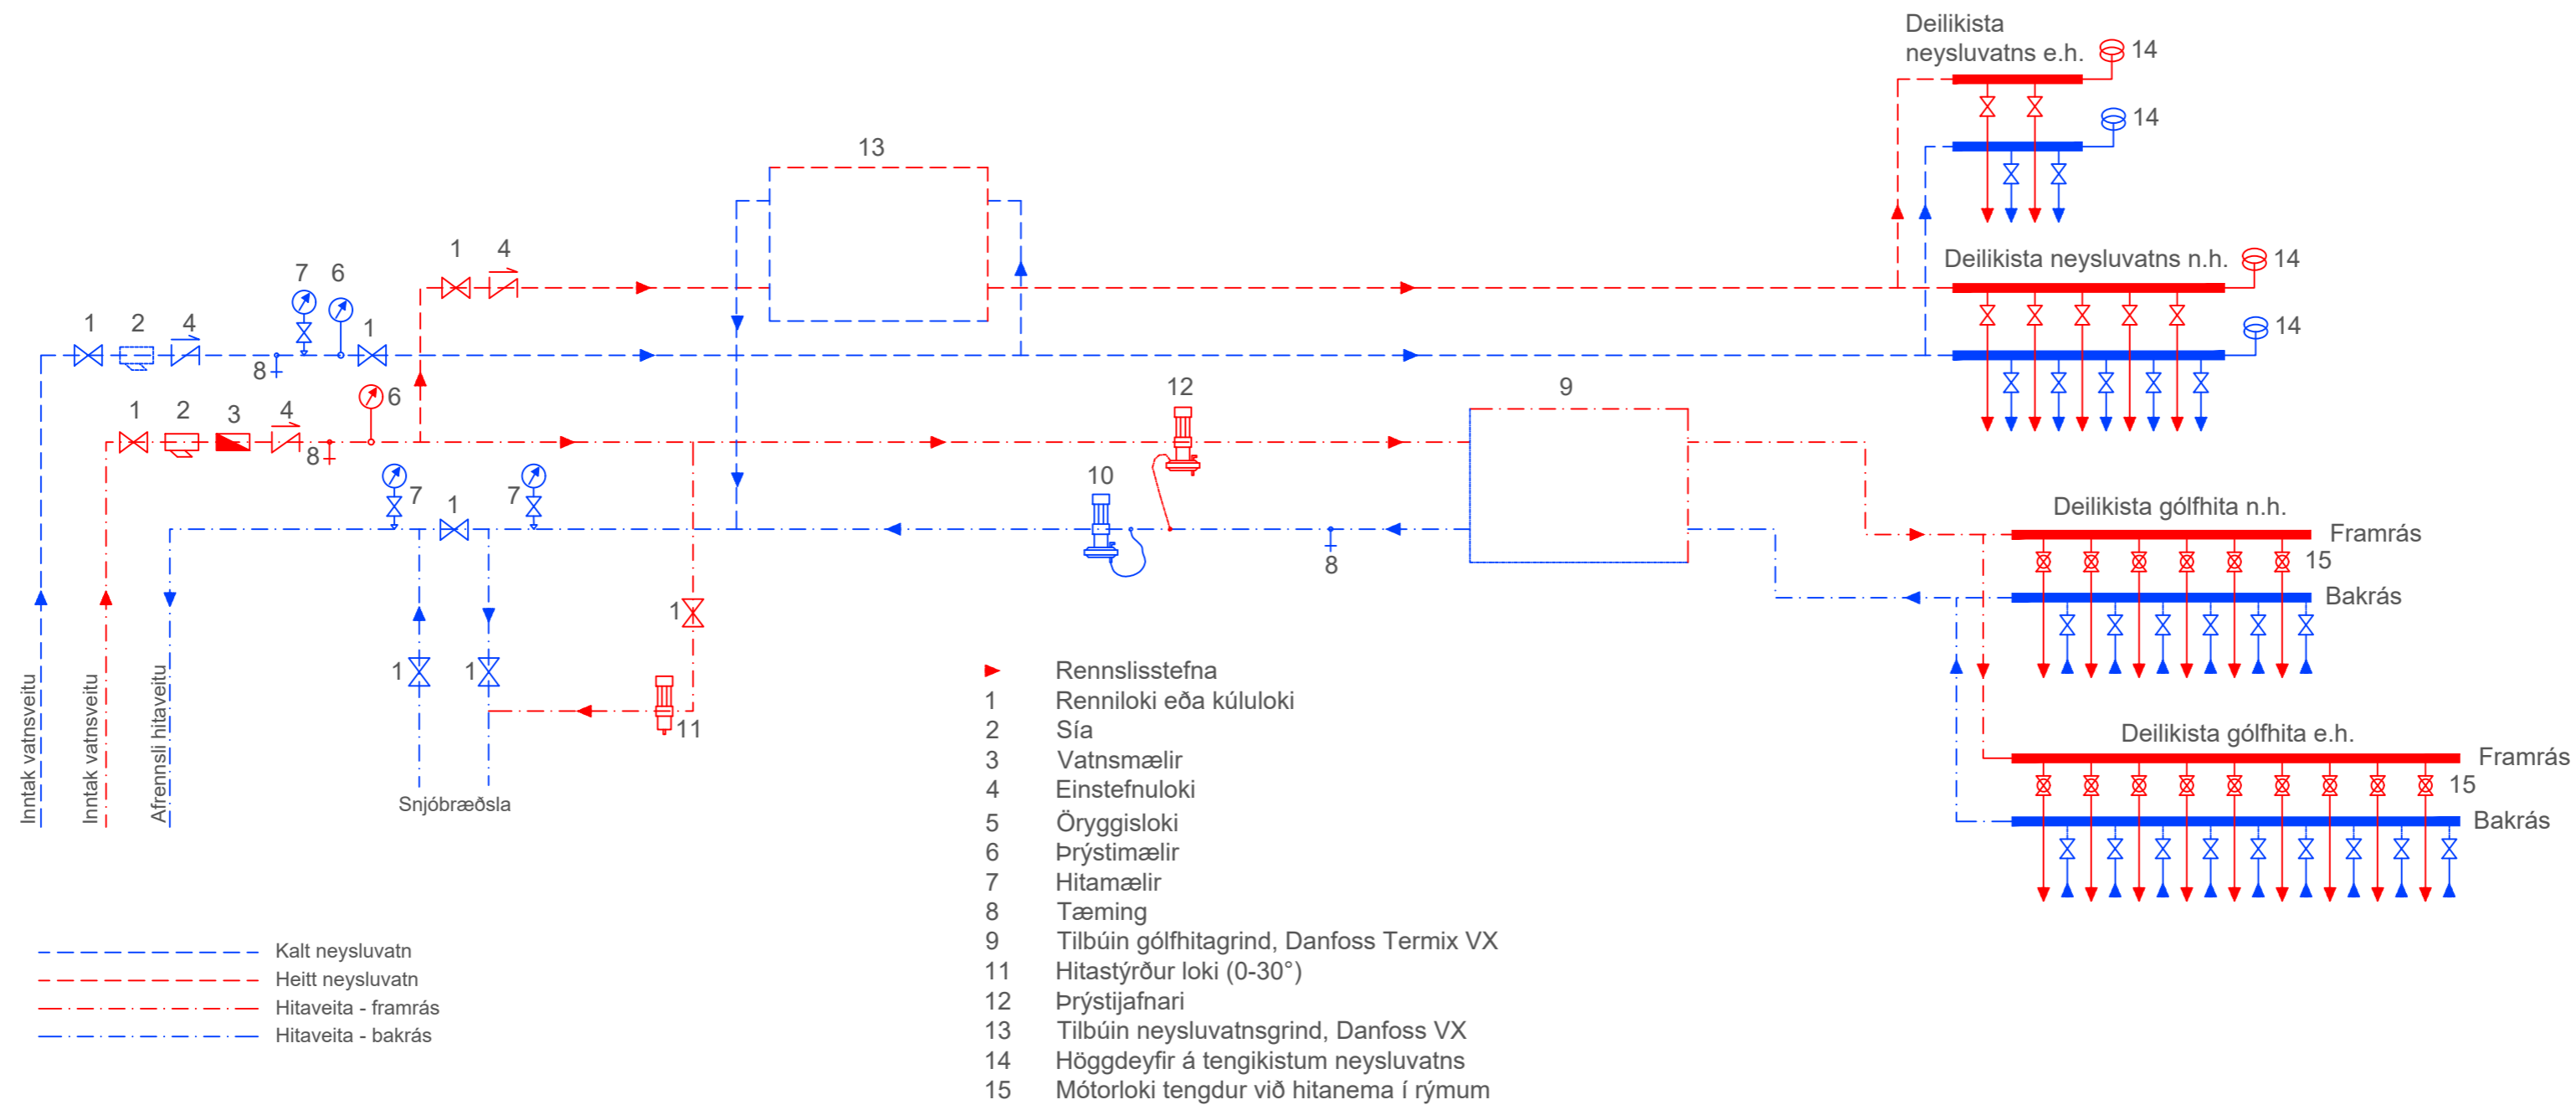 Deilikista
neysluvatns e.h.
14
14
13
1
4
Deilikista neysluvatns n.h.
14
14
7
6
1
2
4
1
8
6
1
2
3
4
8
12
9
7
1
7
10
8
Deilikista gólfhita n.h.
Framrás
15
Bakrás
1
1
1
11
Snjóbræðsla
Inntak vatnsveitu
Inntak vatnsveitu
Afrennsli hitaveitu
Deilikista gólfhita e.h.
Framrás
15
Bakrás
Rennslisstefna
1 Renniloki eða kúluloki
2 Sía
3 Vatnsmælir
4 Einstefnuloki
5 Öryggisloki
6 Þrýstimælir
7 Hitamælir
8 Tæming
9 Tilbúin gólfhitagrind, Danfoss Termix VX
11 Hitastýrður loki (0-30°)
12 Þrýstijafnari
13 Tilbúin neysluvatnsgrind, Danfoss VX
14 Höggdeyfir á tengikistum neysluvatns
15 Mótorloki tengdur við hitanema í rýmum
Kalt neysluvatn
Heitt neysluvatn
Hitaveita - framrás
Hitaveita - bakrás